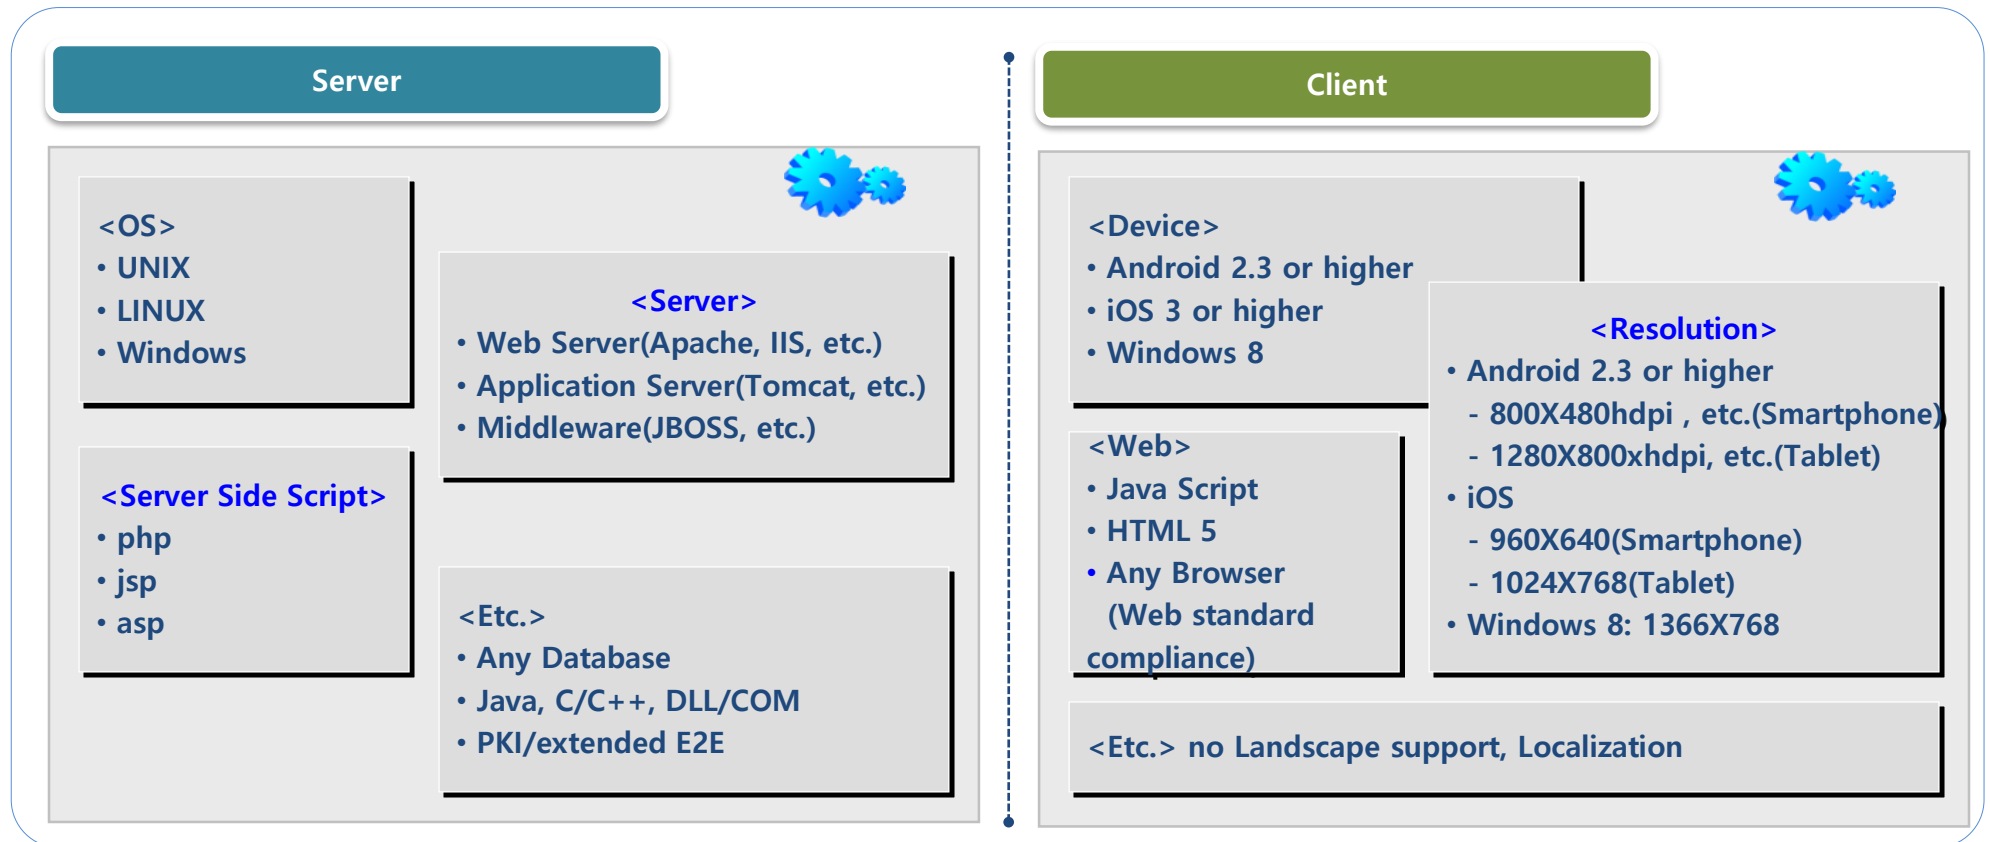 Server
<OS>
• UNIX
• LINUX
• Windows
<Server>
• Web Server(Apache, IIS, etc.)
• Application Server(Tomcat, etc.)
• Middleware(JBOSS, etc.)
<Server Side Script>
• php
• jsp
• asp
<Etc.>
• Any Database
• Java, C/C++, DLL/COM
• PKI/extended E2E
Client
<Device>
• Android 2.3 or higher
• iOS 3 or higher
• Windows 8
<Resolution>
• Android 2.3 or higher
- 800X480hdpi , etc.(Smartphone)
- 1280X800xhdpi, etc.(Tablet)
• iOS
- 960X640(Smartphone)
- 1024X768(Tablet)
• Windows 8: 1366X768
<Web>
• Java Script
• HTML 5
• Any Browser
(Web standard
compliance)
<Etc.> no Landscape support, Localization